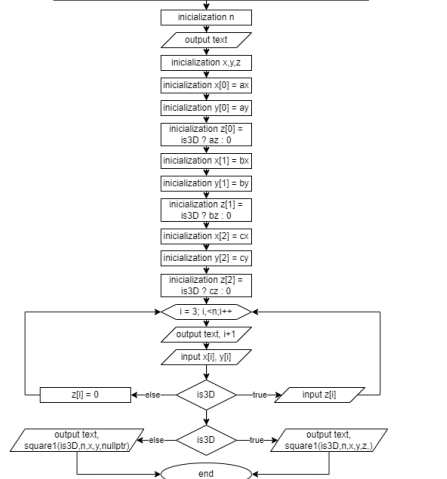 inicialization n
output text
inicialization x,y,z
inicialization x[0] = ax
inicialization y[0] = ay
inicialization z[0] =
is3D ? az : 0
inicialization x[1] = bx
inicialization y[1] = by
inicialization z[1] =
is3D ? bz : 0
inicialization x[2] = cx
inicialization y[2] = cy
inicialization z[2] =
is3D ? cz : 0
i = 3; i,<n;i++
output text, i+1
input x[i], y[i]
z[i] = 0
else
is3D
true
input z[i]
output text,
square1(is3D,n,x,y,nullptr)
else
is3D
true
output text,
square1(is3D,n,x,y,z,)
end